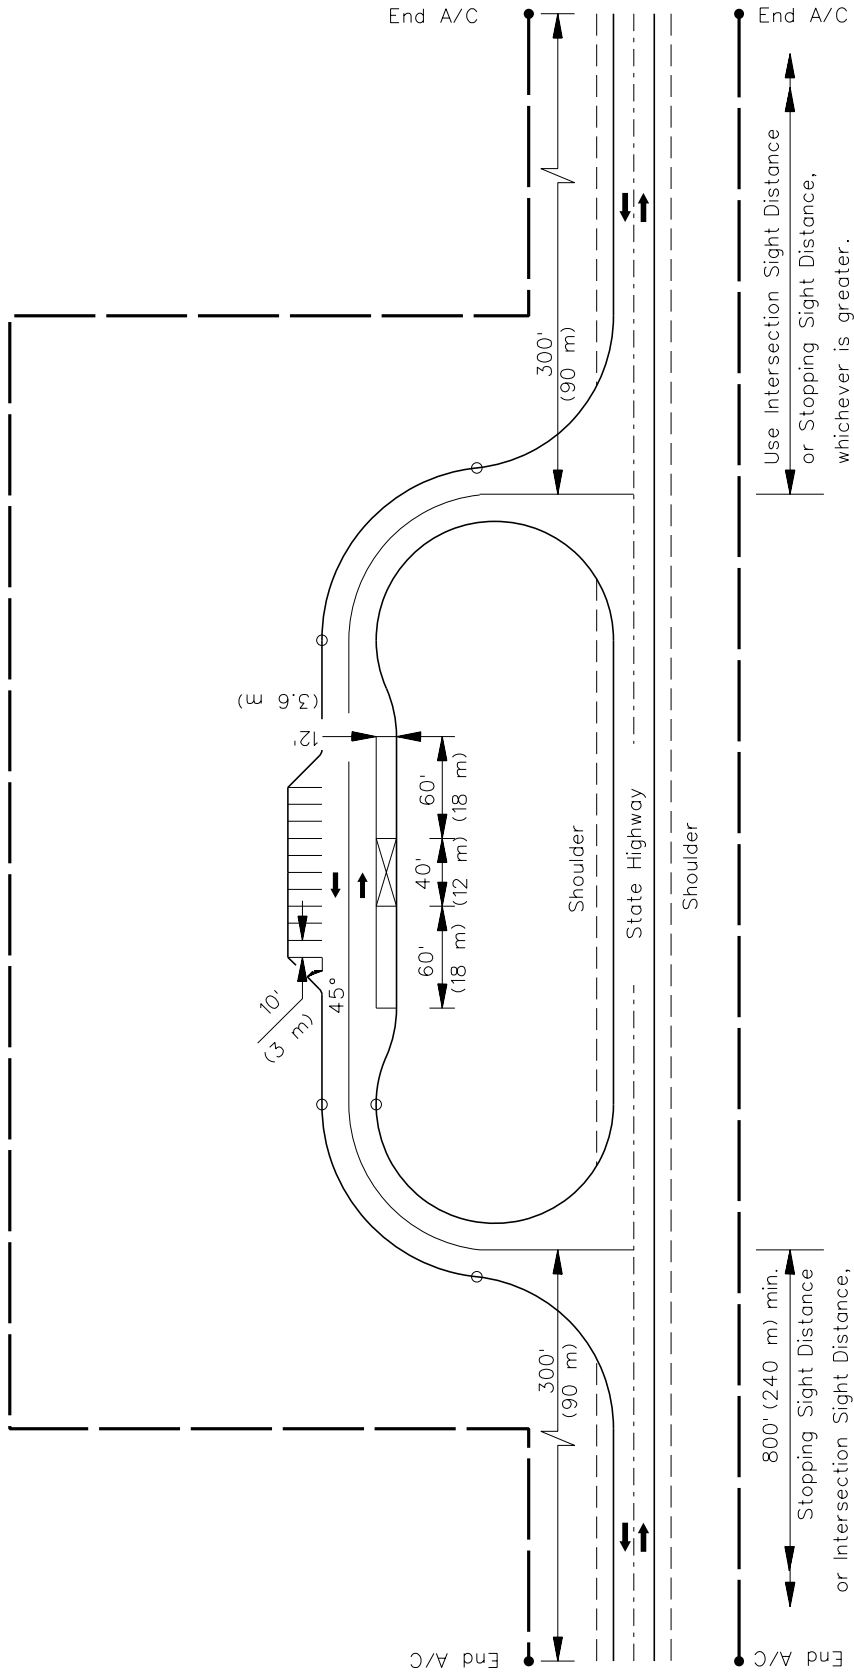 End A/C
End A/C
Use Intersection Sight Distance
or Stopping Sight Distance,
whichever is greater.
300'
(90 m)
(3.6 m)
12'
60'
(18 m)
40'
(12 m)
60'
(18 m)
Shoulder
State Highway
Shoulder
10'
(3 m)
45°
300'
(90 m)
800' (240 m) min.
Stopping Sight Distance
or Intersection Sight Distance,
End A/C
End A/C